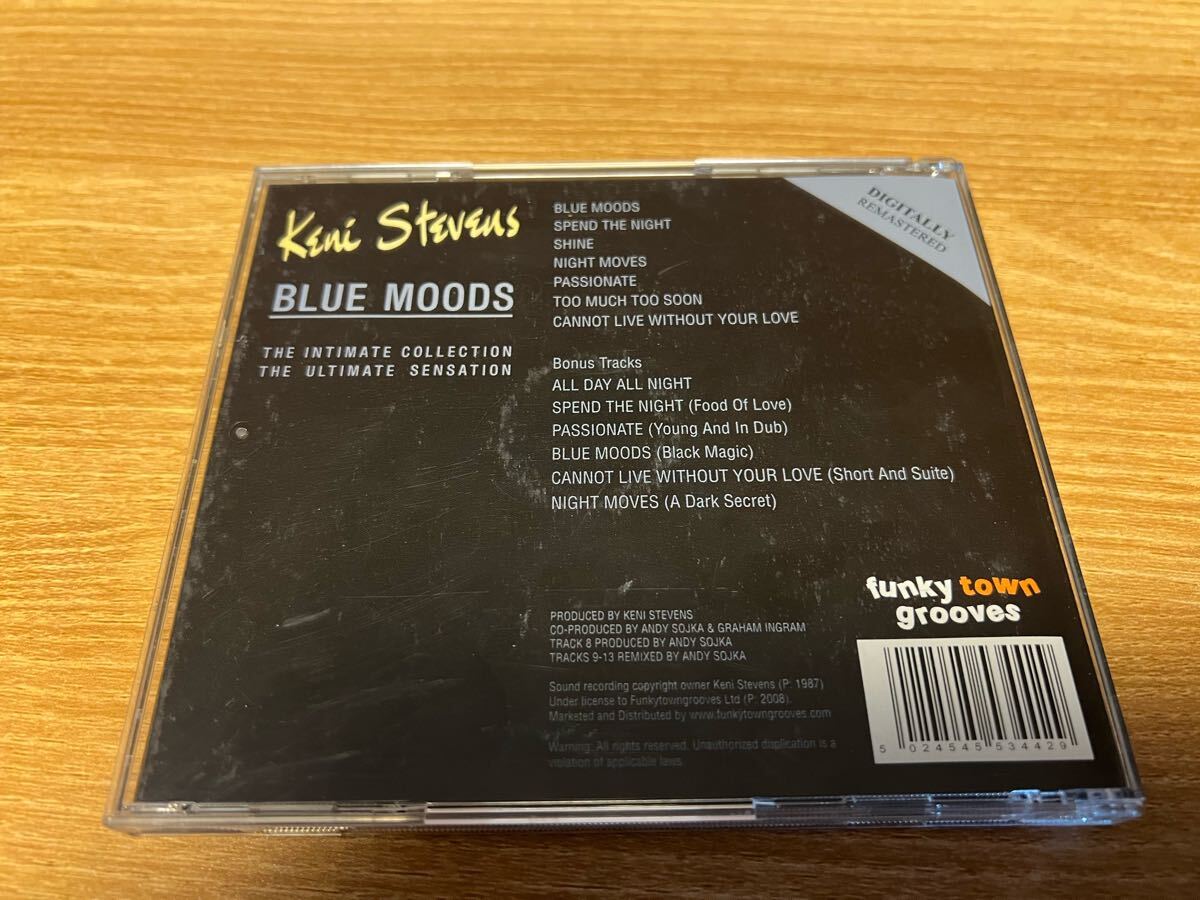 Keni Stevens
BLUE MOODS
THE INTIMATE COLLECTION
THE ULTIMATE SENSATION
BLUE MOODS
SPEND THE NIGHT
SHINE
NIGHT MOVES
PASSIONATE
TOO MUCH TOO SOON
CANNOT LIVE WITHOUT YOUR LOVE
Bonus Tracks
ALL DAY ALL NIGHT
SPEND THE NIGHT (Food Of Love)
PASSIONATE (Young And In Dub)
BLUE MOODS (Black Magic)
CANNOT LIVE WITHOUT YOUR LOVE (Short And Suite)
NIGHT MOVES (A Dark Secret)
DIGITALLY
REMASTERED
PRODUCED BY KENI STEVENS
CO-PRODUCED BY ANDY SOJKA & GRAHAM INGRAM
TRACK 8 PRODUCED BY ANDY SOJKA
TRACKS 9-13 REMIXED BY ANDY SOJKA
Sound recording copyright owner Keni Stevens (P: 1987)
Under license to Funkytowngrooves Ltd (P: 2008).
Marketed and Distributed by www.funkytowngrooves.com
Warning: All rights reserved. Unauthorized duplication is a
violation of applicable laws.
funky town
grooves
5 024545 534429